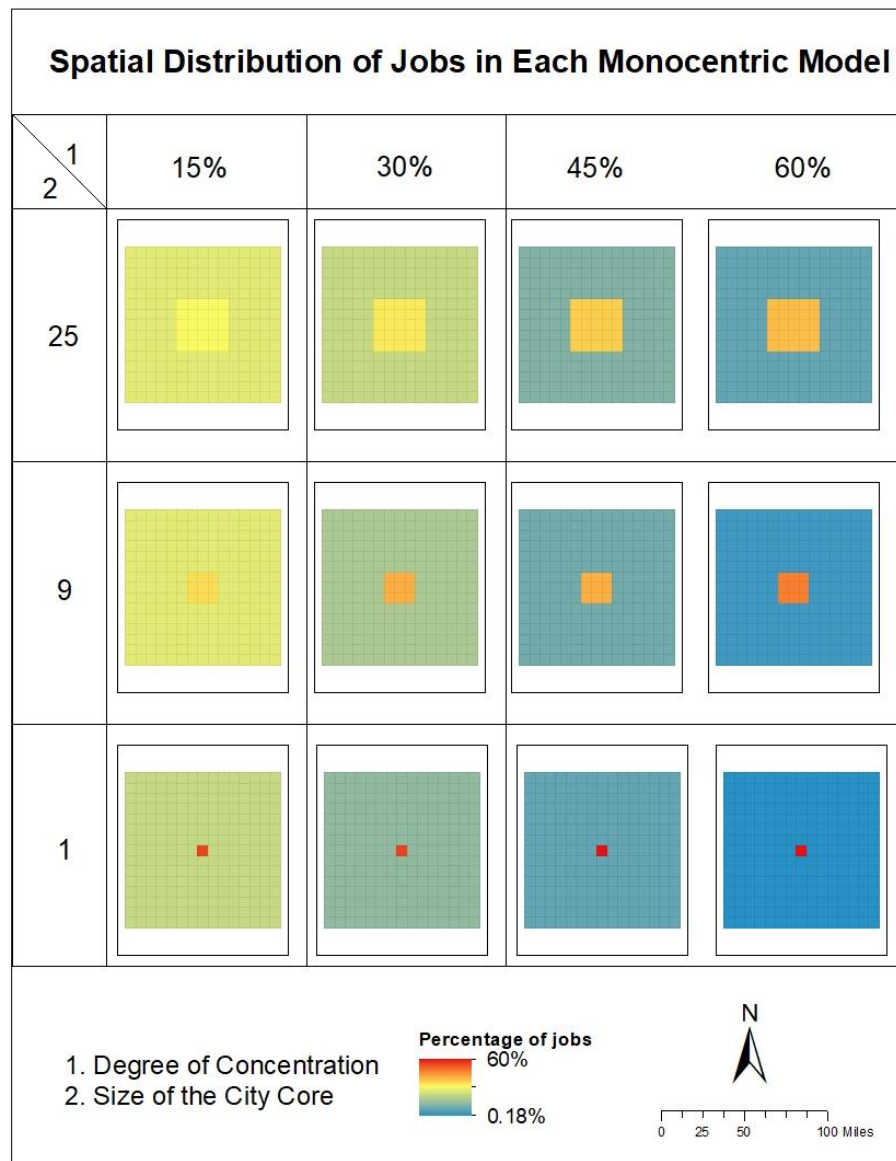 Spatial Distribution of Jobs in Each Monocentric Model
1
2
15%
30%
45%
60%
25
9
1
1. Degree of Concentration
2. Size of the City Core
Percentage of jobs
60%
0.18%
N
0 25 50 100 Miles